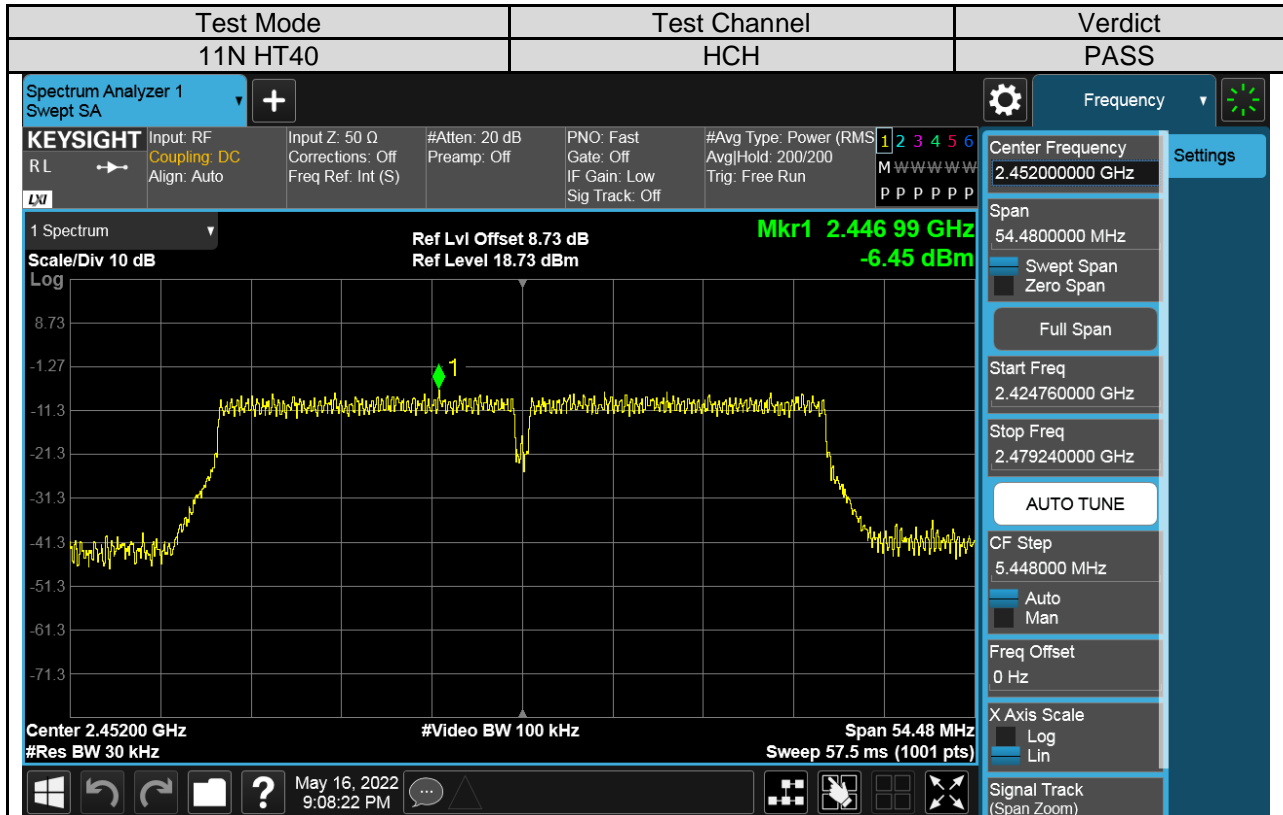 Test Mode Test Channel Verdict
11N HT40 HCH PASS
Spectrum Analyzer 1
Swept SA
+
Frequency
KEYSIGHT Input: RF Input Z: 50 Ω #Atten: 20 dB PNO: Fast #Avg Type: Power (RMS 1 2 3 4 5 6
RL Coupling: DC Corrections: Off Preamp: Off Gate: Off Avg|Hold: 200/200 M W W W W W
Align: Auto Freq Ref: Int (S) IF Gain: Low Trig: Free Run
LXI Sig Track: Off P P P P P P
1 Spectrum
Ref Lvl Offset 8.73 dB
Mkr1 2.446 99 GHz
Scale/Div 10 dB Ref Level 18.73 dBm -6.45 dBm
Log
8.73
-1.27
1
-11.3
-21.3
-31.3
-41.3
-51.3
-61.3
-71.3
Center 2.45200 GHz #Video BW 100 kHz Span 54.48 MHz
#Res BW 30 kHz Sweep 57.5 ms (1001 pts)
Center Frequency
2.452000000 GHz
Settings
Span
54.4800000 MHz
Swept Span
Zero Span
Full Span
Start Freq
2.424760000 GHz
Stop Freq
2.479240000 GHz
AUTO TUNE
CF Step
5.448000 MHz
Auto
Man
Freq Offset
0 Hz
X Axis Scale
Log
Lin
Signal Track
(Span Zoom)
?
May 16, 2022
9:08:22 PM